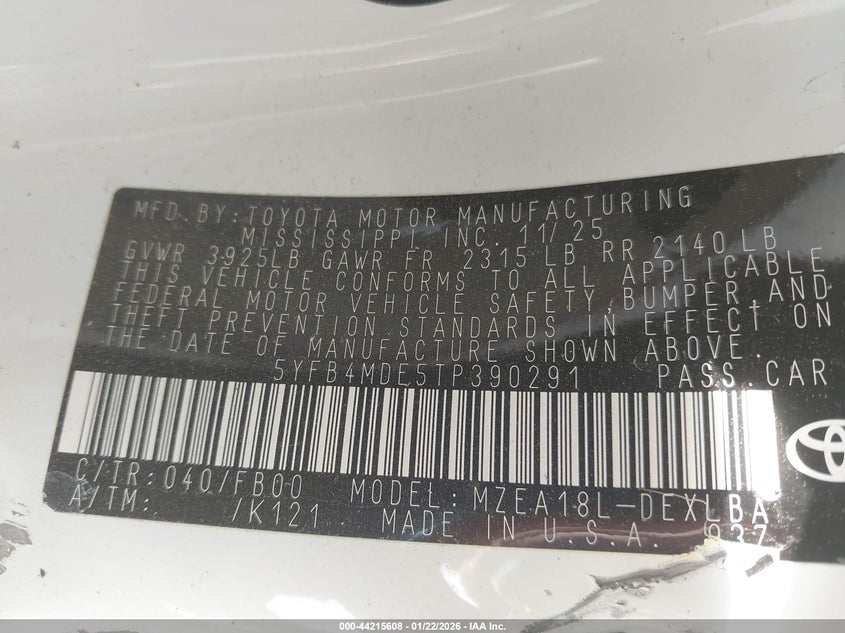 MFD BY: TOYOTA MOTOR MANUFACTURING
MISSISSIPPI, INC. 11/25
GVWR 3925LB GAWR FR 2315 LB RR 2140 LB
THIS VEHICLE CONFORMS TO ALL APPLICABLE
FEDERAL MOTOR VEHICLE SAFETY, BUMPER, AND
THEFT PREVENTION STANDARDS IN EFFECT ON
THE DATE OF MANUFACTURE SHOWN ABOVE.
5YFB4MDE5TP390291 PASS.CAR
C/TR: 040/FB00 MODEL: MZEA18L-DEXLBA
A/TM: /K121 MADE IN U.S.A. 937
000-44215608 - 01/22/2026 - IAA Inc.